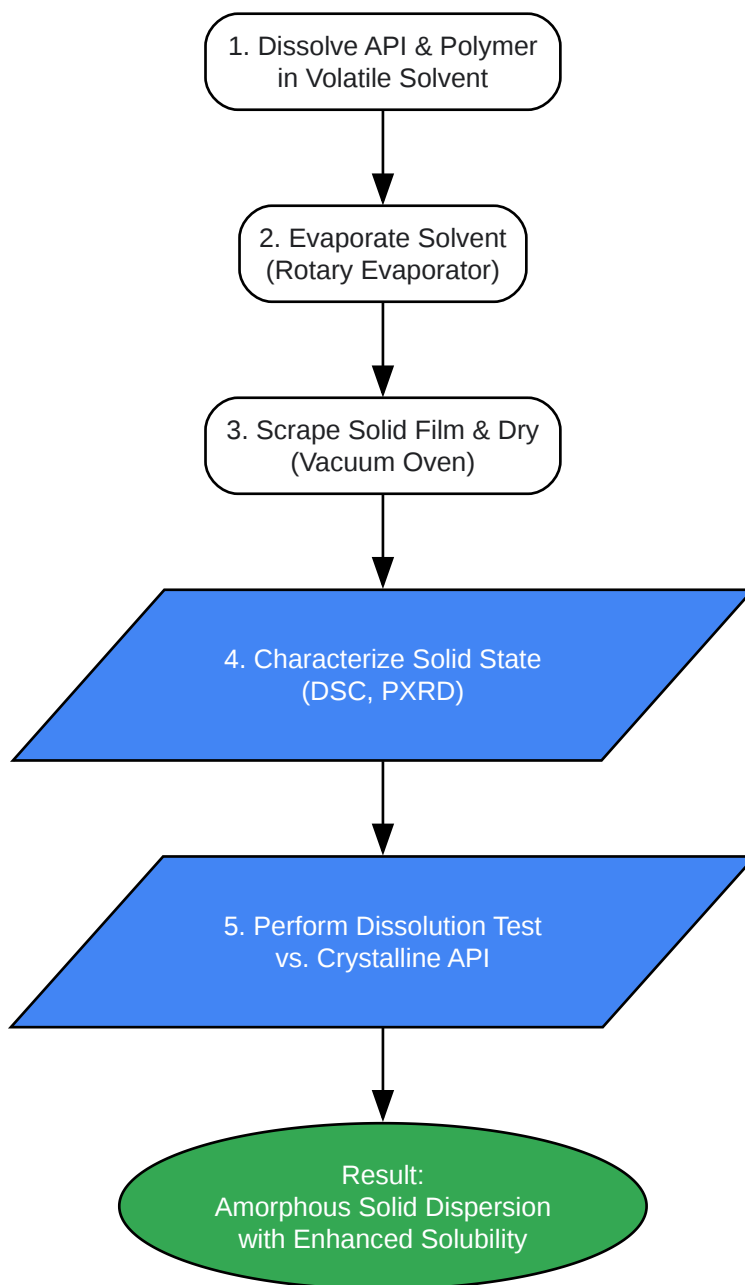 1. Dissolve API & Polymer
in Volatile Solvent
2. Evaporate Solvent
(Rotary Evaporator)
3. Scrape Solid Film & Dry
(Vacuum Oven)
4. Characterize Solid State
(DSC, PXRD)
5. Perform Dissolution Test
vs. Crystalline API
Result:
Amorphous Solid Dispersion
with Enhanced Solubility